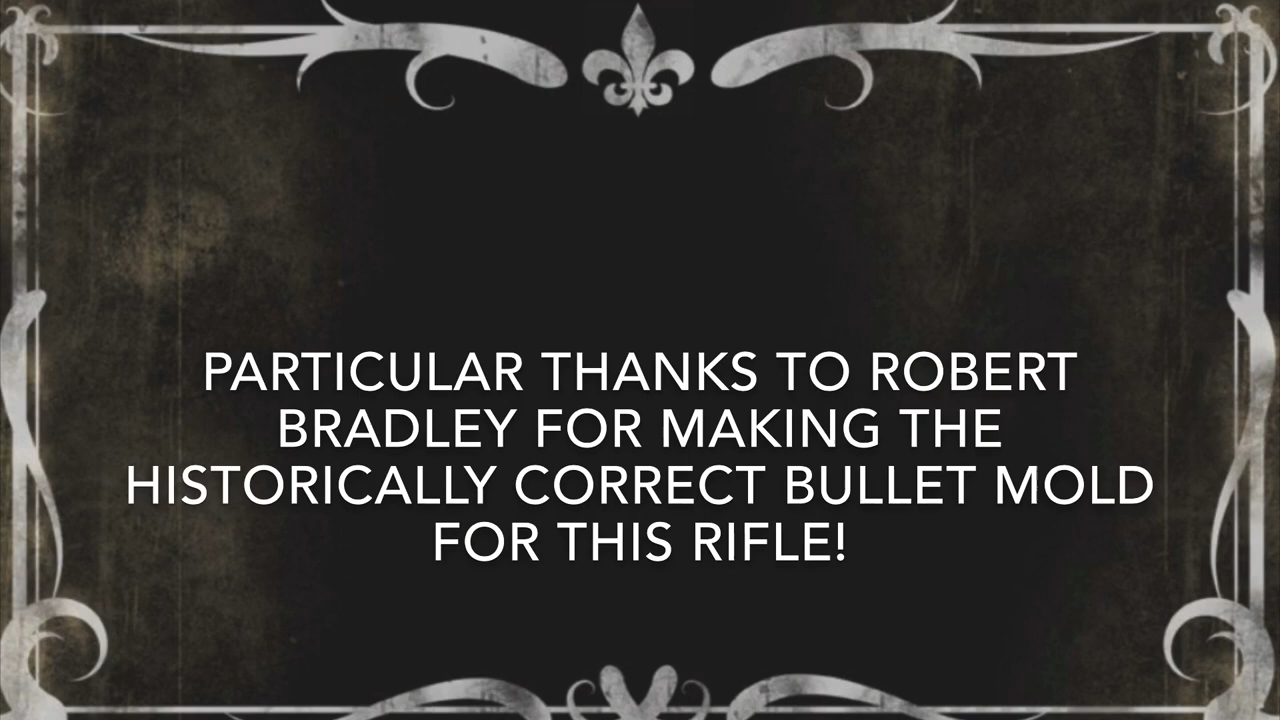 PARTICULAR THANKS TO ROBERT
BRADLEY FOR MAKING THE
HISTORICALLY CORRECT BULLET MOLD
FOR THIS RIFLE!